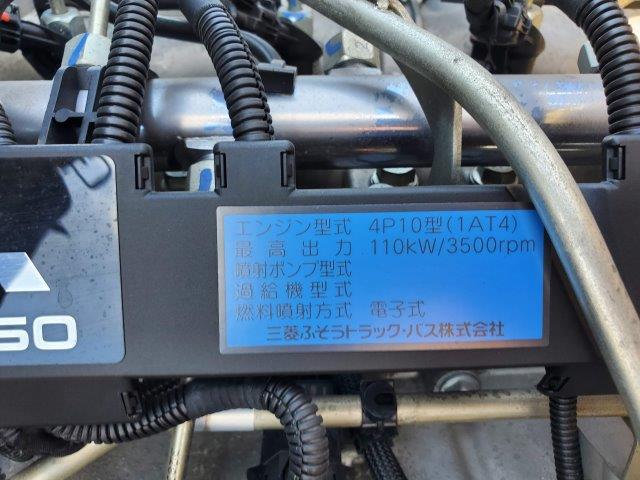 エンジン型式 4P10型(1AT4)
最高出力 110kW/3500rpm
噴射ポンプ型式
過給機型式
燃料噴射方式 電子式
三菱ふそうトラック・バス株式会社
50